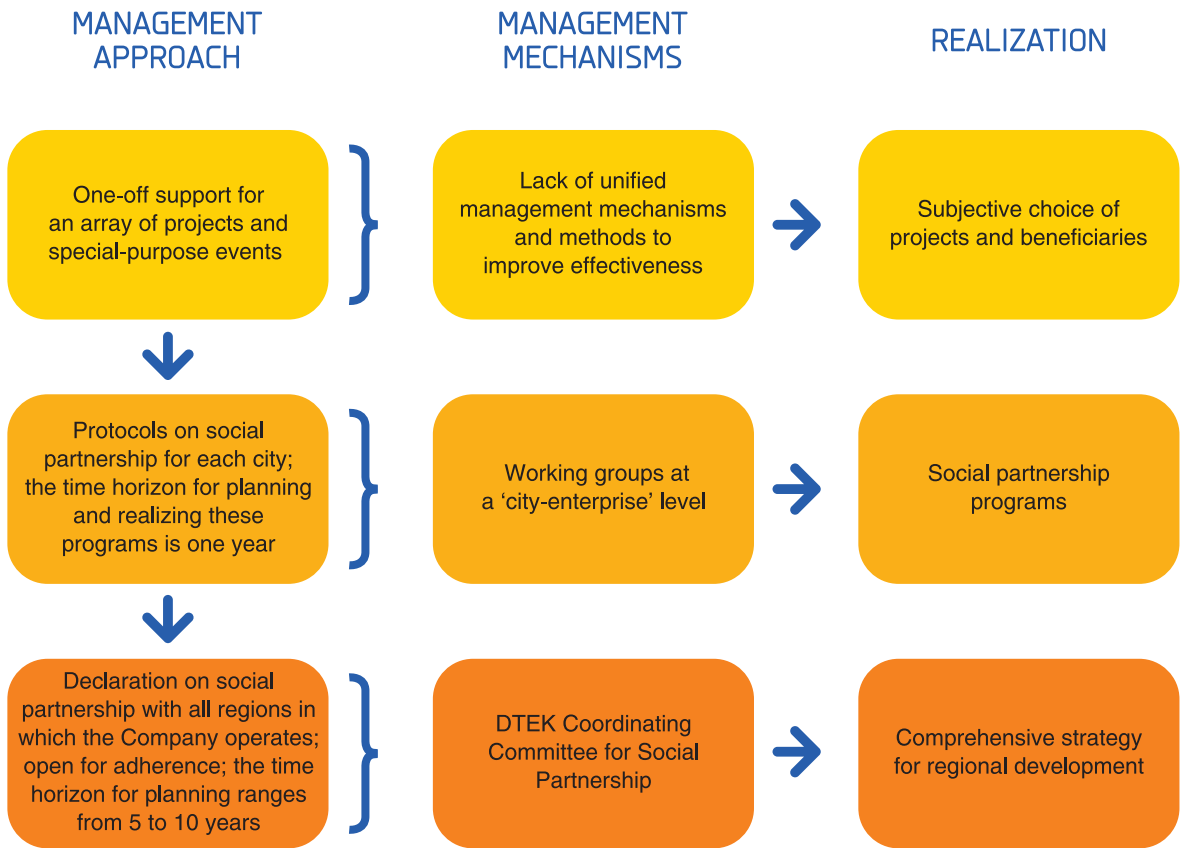 MANAGEMENT
APPROACH
MANAGEMENT
MECHANISMS
REALIZATION
One-off support for
an array of projects and
special-purpose events
Lack of unified
management mechanisms
and methods to
improve effectiveness
Subjective choice of
projects and beneficiaries
Protocols on social
partnership for each city;
the time horizon for planning
and realizing these
programs is one year
Working groups at
a ‘city-enterprise’ level
Social partnership
programs
Declaration on social
partnership with all regions in
which the Company operates;
open for adherence; the time
horizon for planning ranges
from 5 to 10 years
DTEK Coordinating
Committee for Social
Partnership
Comprehensive strategy
for regional development